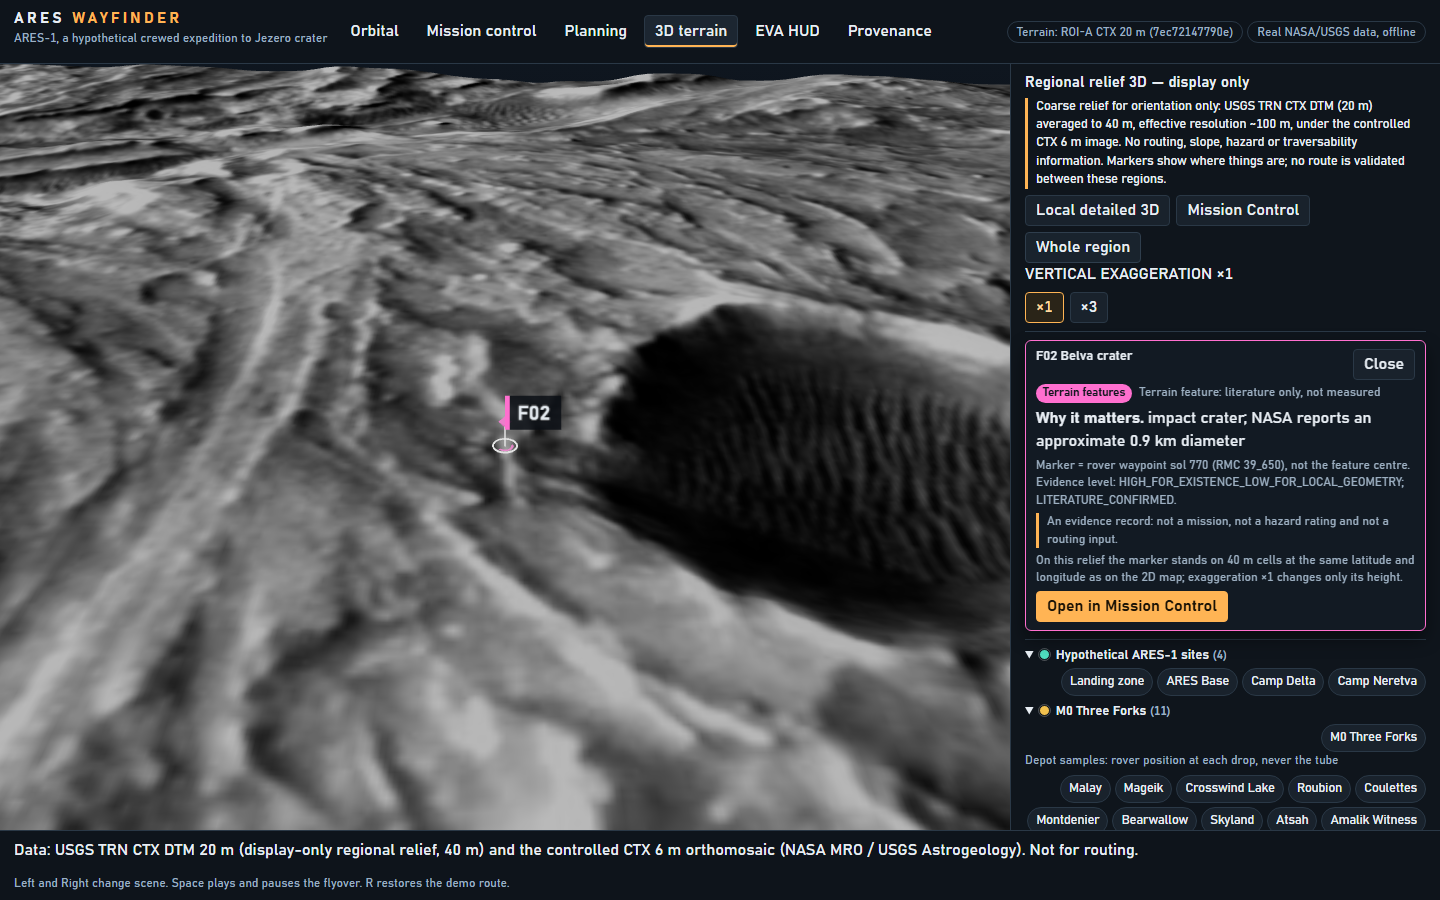 ARES WAYFINDER
ARES-1, a hypothetical crewed expedition to Jezero crater
Orbital
Mission control
Planning
3D terrain
EVA HUD
Provenance
Terrain: ROI-A CTX 20 m (7ec72147790e)
Real NASA/USGS data, offline
F02
Regional relief 3D — display only
Coarse relief for orientation only: USGS TRN CTX DTM (20 m)
averaged to 40 m, effective resolution ~100 m, under the controlled
CTX 6 m image. No routing, slope, hazard or traversability
information. Markers show where things are; no route is validated
between these regions.
Local detailed 3D
Mission Control
Whole region
VERTICAL EXAGGERATION ×1
×1
×3
F02 Belva crater
Close
Terrain features
Terrain feature: literature only, not measured
Why it matters. impact crater; NASA reports an
approximate 0.9 km diameter
Marker = rover waypoint sol 770 (RMC 39_650), not the feature centre.
Evidence level: HIGH_FOR_EXISTENCE_LOW_FOR_LOCAL_GEOMETRY;
LITERATURE_CONFIRMED.
An evidence record: not a mission, not a hazard rating and not a
routing input.
On this relief the marker stands on 40 m cells at the same latitude and
longitude as on the 2D map; exaggeration ×1 changes only its height.
Open in Mission Control
▼ Hypothetical ARES-1 sites (4)
Landing zone
ARES Base
Camp Delta
Camp Neretva
▼ M0 Three Forks (11)
M0 Three Forks
Depot samples: rover position at each drop, never the tube
Malay
Mageik
Crosswind Lake
Roubion
Coulettes
Montdenier
Bearwallow
Skyland
Atsah
Amalik Witness
Data: USGS TRN CTX DTM 20 m (display-only regional relief, 40 m) and the controlled CTX 6 m orthomosaic (NASA MRO / USGS Astrogeology). Not for routing.
Left and Right change scene. Space plays and pauses the flyover. R restores the demo route.